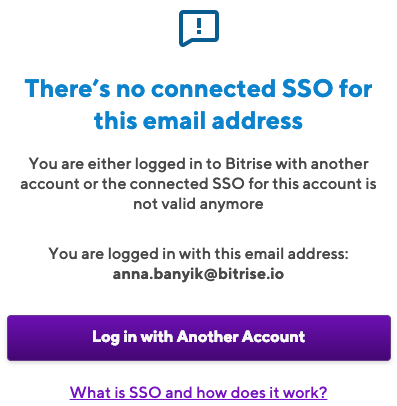 There's no connected SSO for
this email address
You are either logged in to Bitrise with another
account or the connected SSO for this account is
not valid anymore
You are logged in with this email address:
anna.banyik@bitrise.io
Log in with Another Account
What is SSO and how does it work?